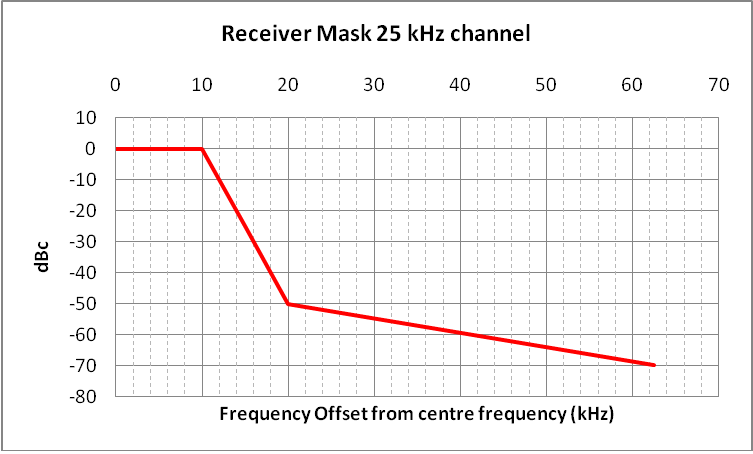 Receiver Mask 25 kHz channel
0 10 20 30 40 50 60 70
10
0
-10
-20
-30
-40
-50
-60
-70
-80
dBc
Frequency Offset from centre frequency (kHz)